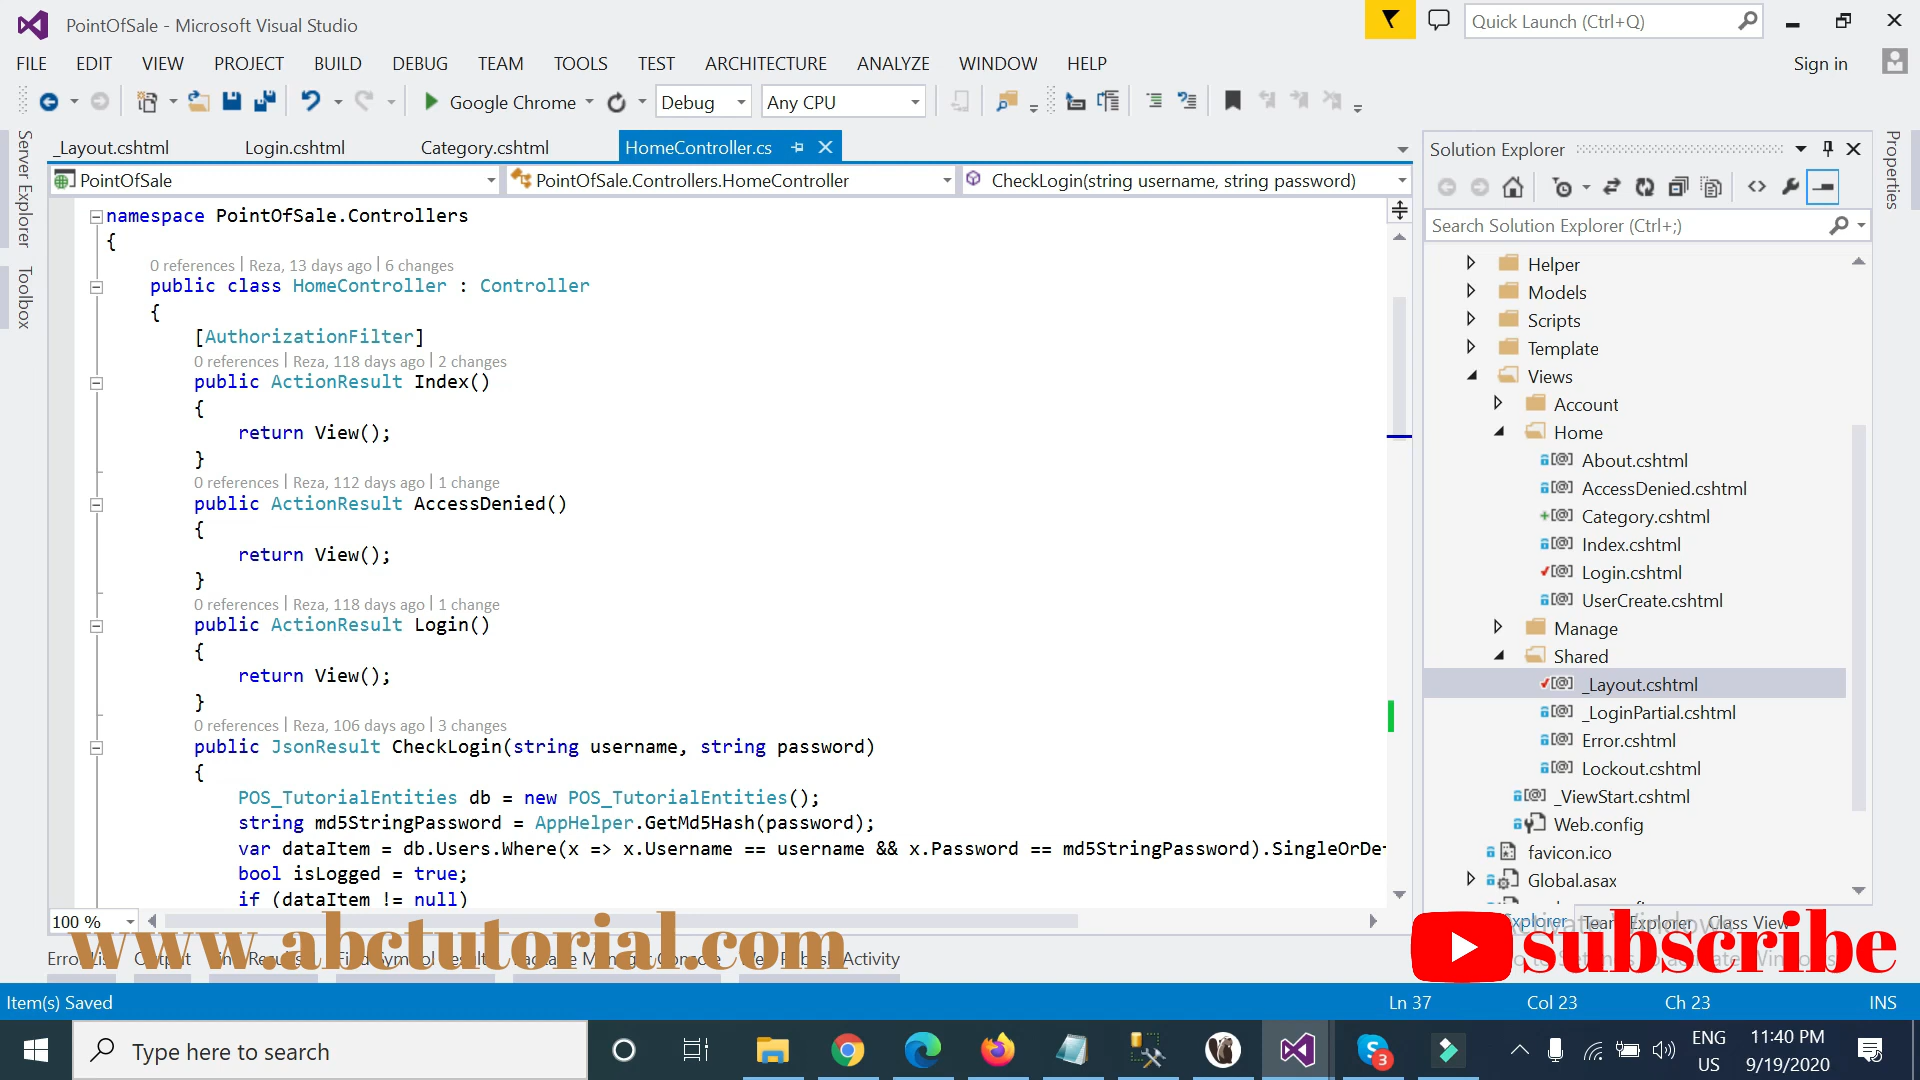 PointOfSale - Microsoft Visual Studio
Quick Launch (Ctrl+Q)
FILE EDIT VIEW PROJECT BUILD DEBUG TEAM TOOLS TEST ARCHITECTURE ANALYZE WINDOW HELP
Sign in
Google Chrome Debug Any CPU
Server Explorer
Toolbox
_Layout.cshtml Login.cshtml Category.cshtml HomeController.cs
PointOfSale PointOfSale.Controllers.HomeController CheckLogin(string username, string password)
namespace PointOfSale.Controllers
{
0 references | Reza, 13 days ago | 6 changes
public class HomeController : Controller
{
[AuthorizationFilter]
0 references | Reza, 118 days ago | 2 changes
public ActionResult Index()
{
return View();
}
0 references | Reza, 112 days ago | 1 change
public ActionResult AccessDenied()
{
return View();
}
0 references | Reza, 118 days ago | 1 change
public ActionResult Login()
{
return View();
}
0 references | Reza, 106 days ago | 3 changes
public JsonResult CheckLogin(string username, string password)
{
POS_TutorialEntities db = new POS_TutorialEntities();
string md5StringPassword = AppHelper.GetMd5Hash(password);
var dataItem = db.Users.Where(x => x.Username == username && x.Password == md5StringPassword).SingleOrDe
bool isLogged = true;
if (dataItem != null)
100 %
Solution Explorer
Search Solution Explorer (Ctrl+;)
Helper
Models
Scripts
Template
Views
Account
Home
About.cshtml
AccessDenied.cshtml
Category.cshtml
Index.cshtml
Login.cshtml
UserCreate.cshtml
Manage
Shared
_Layout.cshtml
_LoginPartial.cshtml
Error.cshtml
Lockout.cshtml
_ViewStart.cshtml
Web.config
favicon.ico
Global.asax
Explorer Team Explorer Class View
Properties
www.abctutorial.com
Activity
subscribe
Item(s) Saved
Ln 37 Col 23 Ch 23 INS
Type here to search
3
ENG
US
11:40 PM
9/19/2020